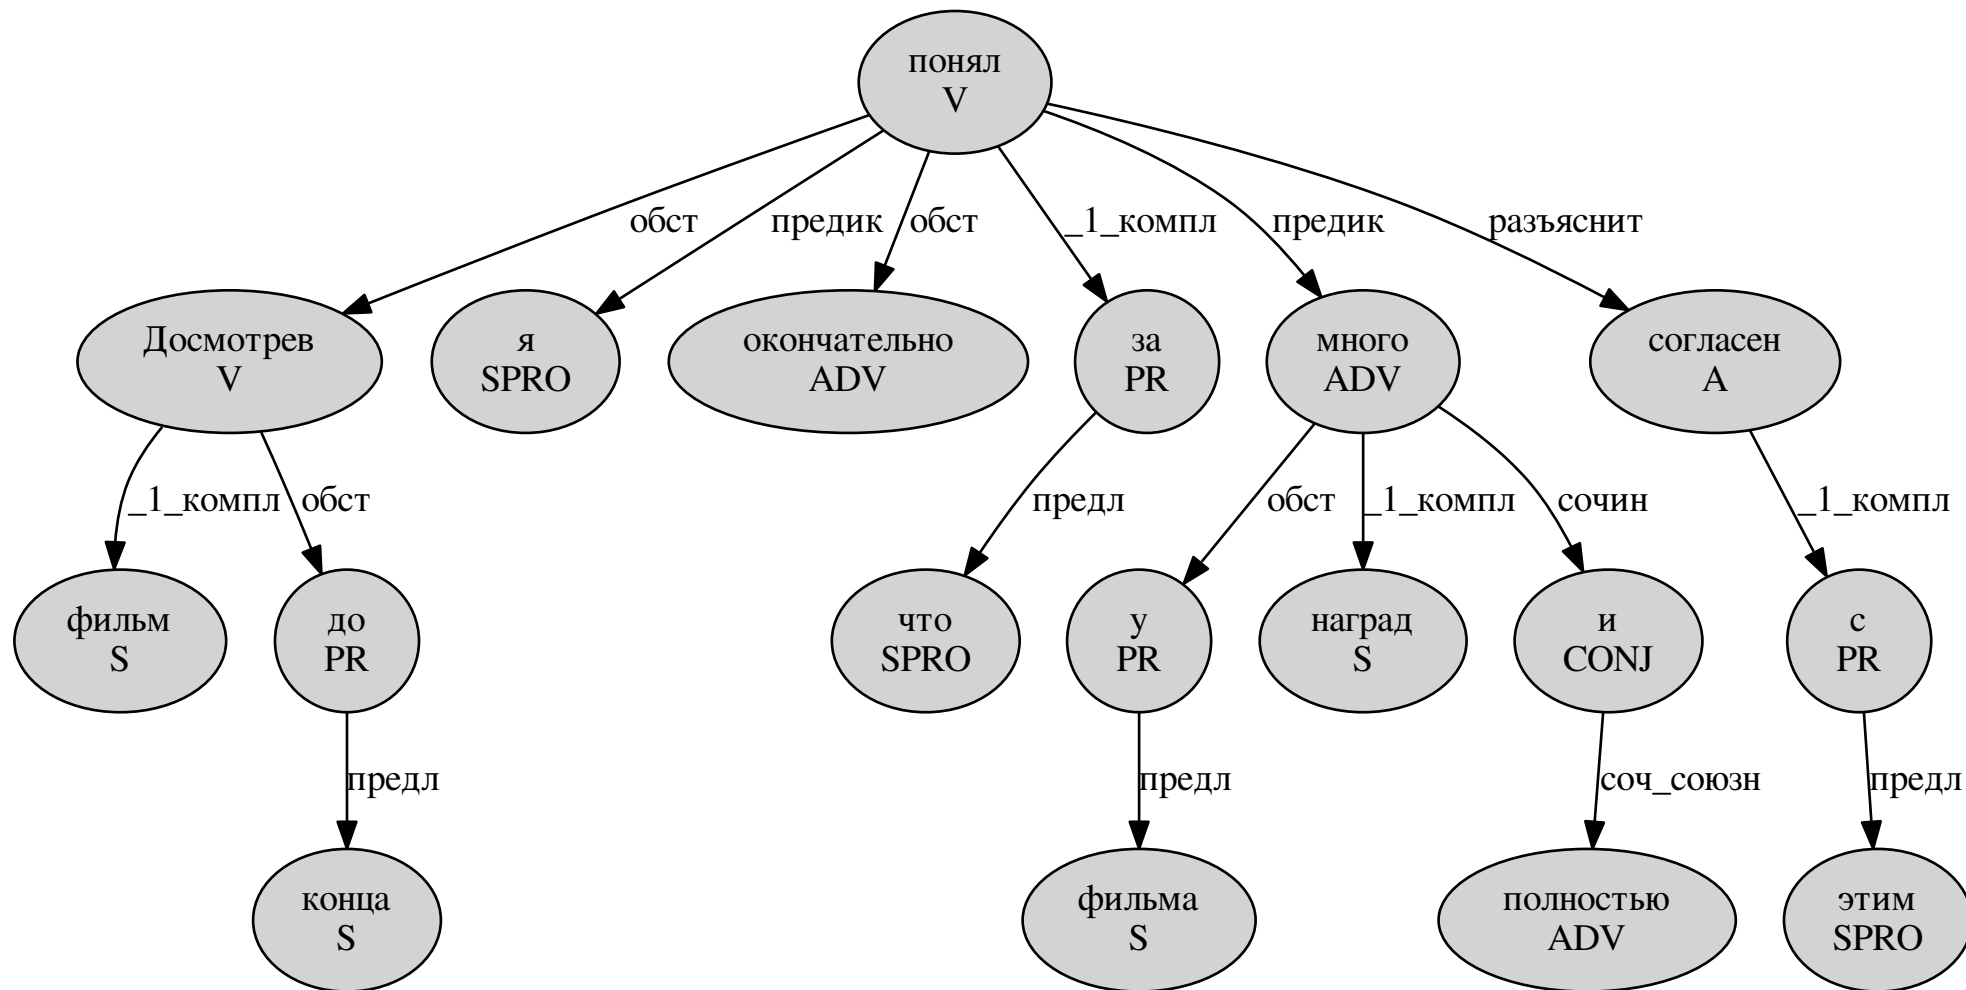 понял
V
обст предик обст _1_компл предик разъяснит
Досмотрев я окончательно за много согласен
V SPRO ADV PR ADV A
_1_компл обст предл обст _1_компл сочин _1_компл
фильм до что у наград и с
S PR SPRO PR S CONJ PR
предл предл соч_союзн предл
конца фильма полностью этим
S S ADV SPRO